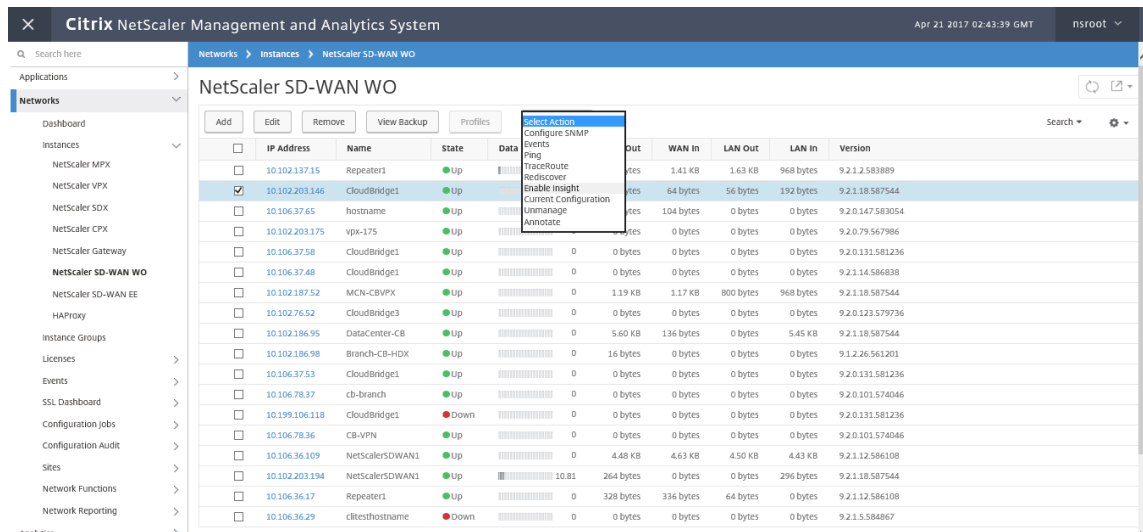 Citrix NetScaler Management and Analytics System
Apr 21 2017 02:43:39 GMT
nsroot
Search here
Networks > Instances > NetScaler SD-WAN WO
Applications
Networks
Dashboard
Instances
NetScaler MPX
NetScaler VPX
NetScaler SDX
NetScaler CPX
NetScaler Gateway
NetScaler SD-WAN WO
NetScaler SD-WAN EE
HAProxy
Instance Groups
Licenses
Events
SSL Dashboard
Configuration Jobs
Configuration Audit
Sites
Network Functions
Network Reporting
NetScaler SD-WAN WO
Add Edit Remove View Backup Profiles
Search
Select Action
Configure SNMP
Events
Ping
TraceRoute
Rediscover
Enable Insight
Current Configuration
Unmanage
Annotate
IP Address Name State Data Out WAN In LAN Out LAN In Version
10.102.137.15 Repeater1 Up 1.41 KB 1.63 KB 968 bytes 9.2.1.2.583889
10.102.203.146 CloudBridge1 Up 64 bytes 56 bytes 192 bytes 9.2.1.18.587544
10.106.37.65 hostname Up 104 bytes 0 bytes 0 bytes 9.2.0.147.583054
10.102.203.175 vpx-175 Up 0 bytes 0 bytes 0 bytes 9.2.0.79.567986
10.106.37.58 CloudBridge1 Up 0 0 bytes 0 bytes 0 bytes 0 bytes 9.2.0.131.581236
10.106.37.48 CloudBridge1 Up 0 0 bytes 0 bytes 0 bytes 0 bytes 9.2.1.14.586838
10.102.187.52 MCN-CBVPX Up 0 1.19 KB 1.17 KB 800 bytes 968 bytes 9.2.1.18.587544
10.102.76.52 CloudBridge3 Up 0 0 bytes 0 bytes 0 bytes 0 bytes 9.2.0.123.579736
10.102.186.95 DataCenter-CB Up 0 5.60 KB 136 bytes 0 bytes 5.45 KB 9.2.1.18.587544
10.102.186.98 Branch-CB-HDX Up 0 16 bytes 0 bytes 0 bytes 0 bytes 9.1.2.26.561201
10.106.37.53 CloudBridge1 Up 0 0 bytes 0 bytes 0 bytes 0 bytes 9.2.0.131.581236
10.106.78.37 cb-branch Up 0 0 bytes 0 bytes 0 bytes 0 bytes 9.2.0.101.574046
10.199.106.118 CloudBridge1 Down 0 0 bytes 0 bytes 0 bytes 0 bytes 9.2.0.131.581236
10.106.78.36 CB-VPN Up 0 0 bytes 0 bytes 0 bytes 0 bytes 9.2.0.101.574046
10.106.36.109 NetScalerSDWAN1 Up 0 4.48 KB 4.63 KB 4.50 KB 4.43 KB 9.2.1.12.586108
10.102.203.194 NetScalerSDWAN1 Up 10.81 264 bytes 0 bytes 0 bytes 296 bytes 9.2.1.18.587544
10.106.36.17 Repeater1 Up 0 328 bytes 336 bytes 64 bytes 0 bytes 9.2.1.12.586108
10.106.36.29 clitesthostname Down 0 0 bytes 0 bytes 0 bytes 0 bytes 9.2.1.5.584867